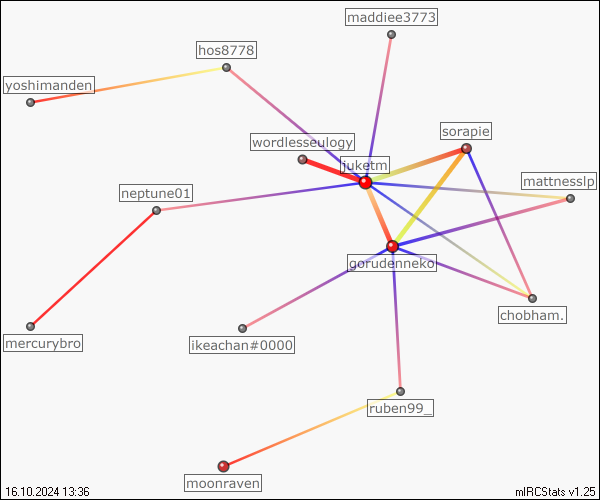 maddiee3773
hos8778
yoshimanden
sorapie
wordlesseulogy
juketm
mattnesslp
neptune01
gorudenneko
chobham.
mercurybro
ikeachan#0000
ruben99_
moonraven
16.10.2024 13:36
mIRCStats v1.25